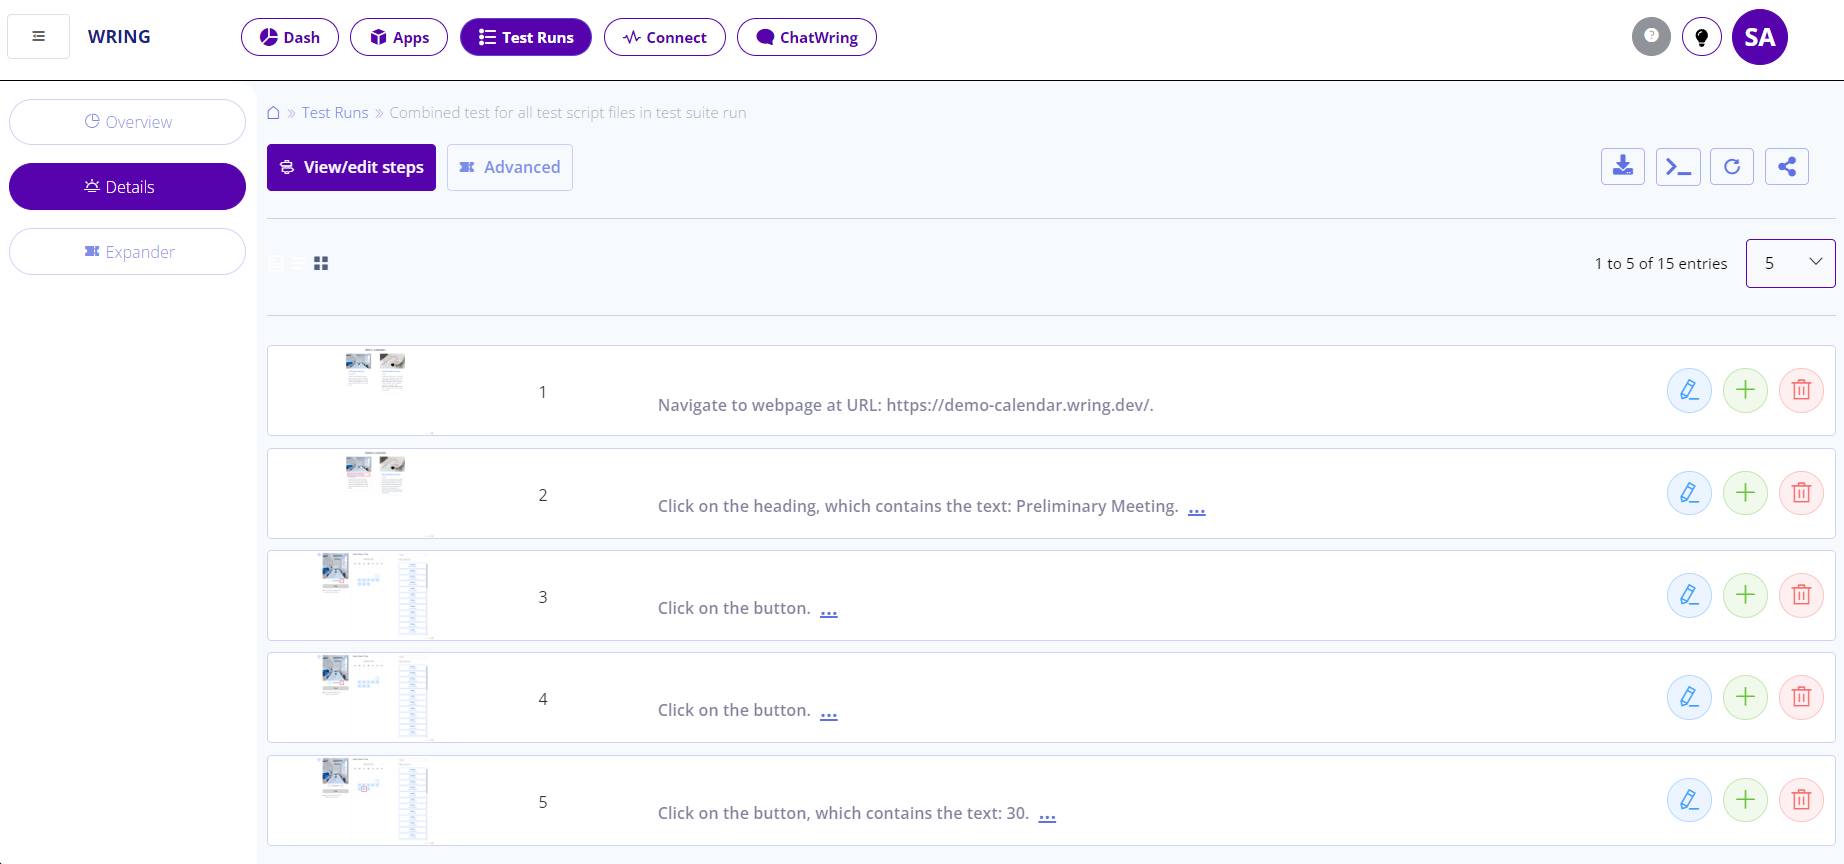 WRING
Dash
Apps
Test Runs
Connect
ChatWring
?
SA
Overview
Details
Expander
Test Runs » Combined test for all test script files in test suite run
View/edit steps
Advanced
1 to 5 of 15 entries
5
1
Navigate to webpage at URL: https://demo-calendar.wring.dev/.
2
Click on the heading, which contains the text: Preliminary Meeting. ...
3
Click on the button. ...
4
Click on the button. ...
5
Click on the button, which contains the text: 30. ...